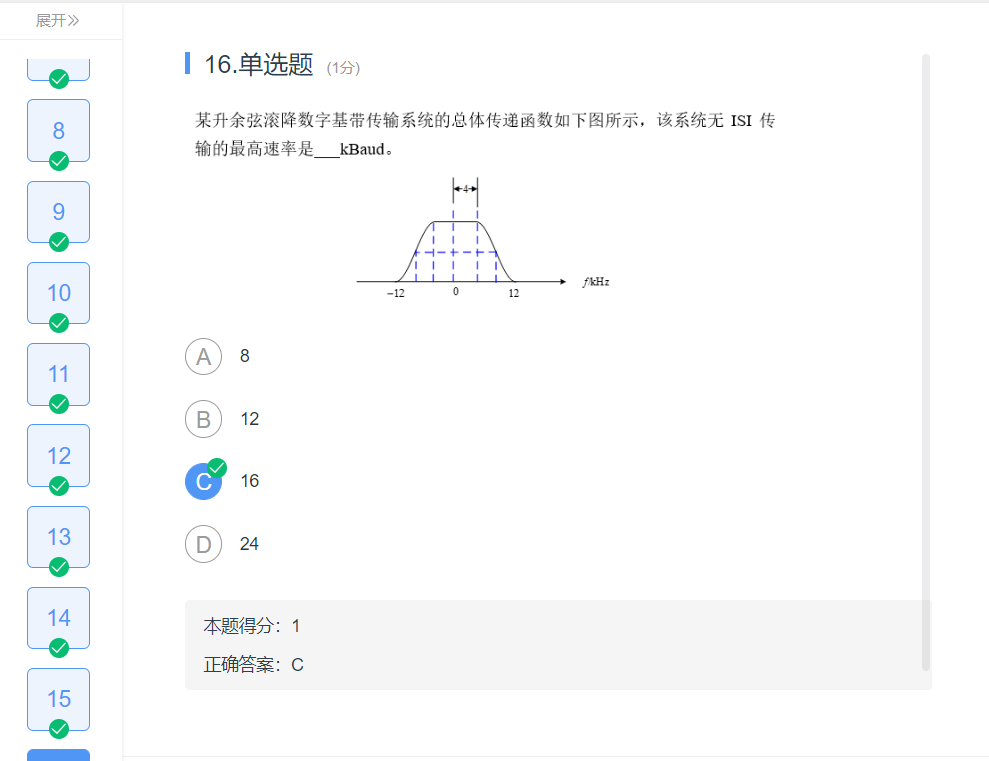 展开>>
8
9
10
11
12
13
14
15
16.单选题 (1分)
某升余弦滚降数字基带传输系统的总体传递函数如下图所示，该系统无 ISI 传
输的最高速率是___kBaud。
4
f/kHz
−12 0 12
A 8
B 12
C 16
D 24
本题得分：1
正确答案：C